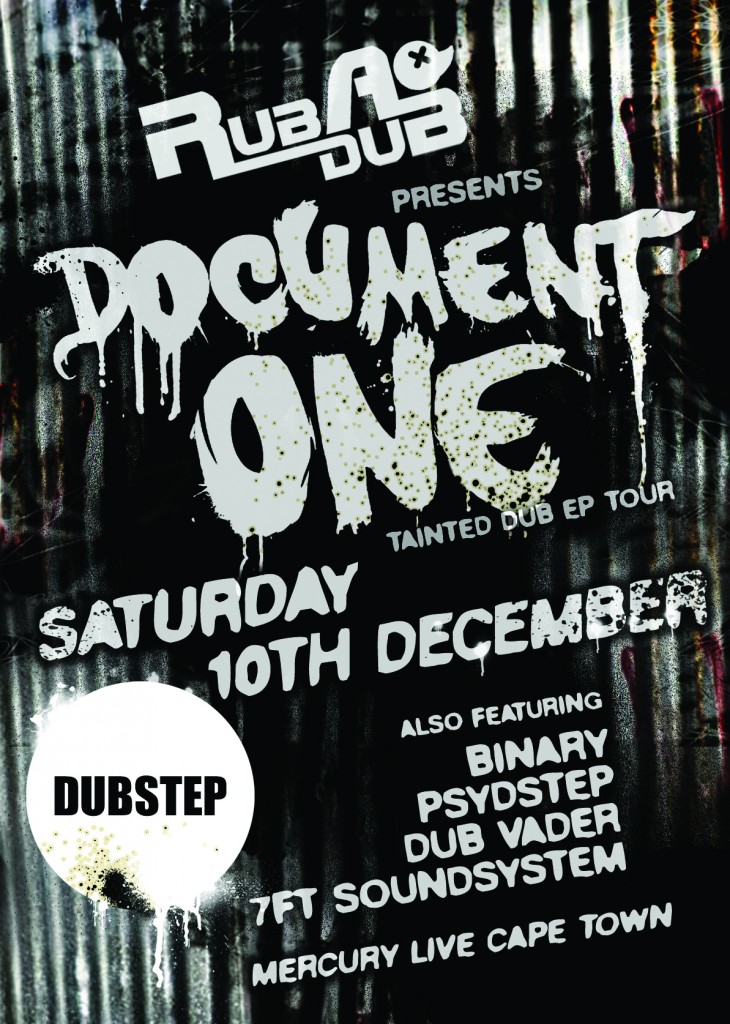 RUB A DUB
PRESENTS
DOCUMENT
ONE
TAINTED DUB EP TOUR
SATURDAY
10TH DECEMBER
DUBSTEP
ALSO FEATURING
BINARY
PSYDSTEP
DUB VADER
7FT SOUNDSYSTEM
MERCURY LIVE CAPE TOWN